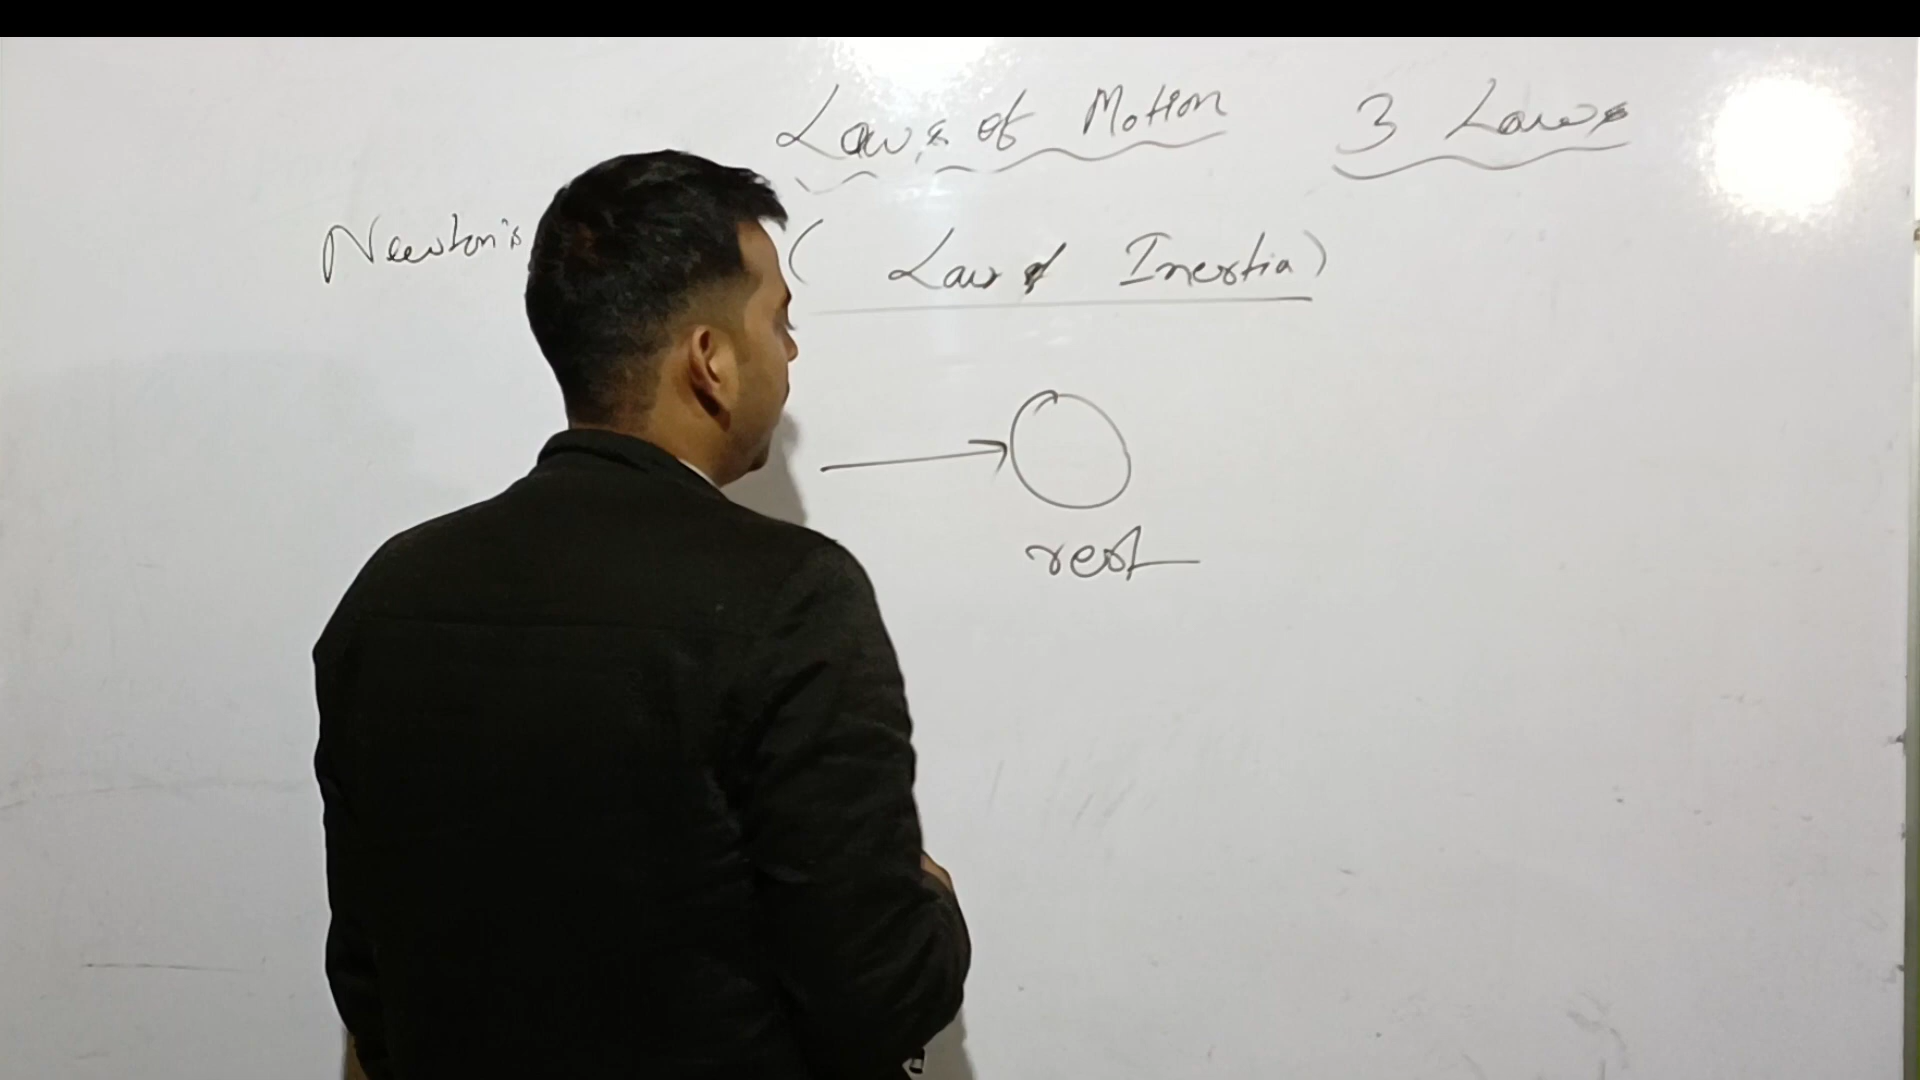 Laws of Motion 3 Laws
Newton's ( Law of Inertia)
rest